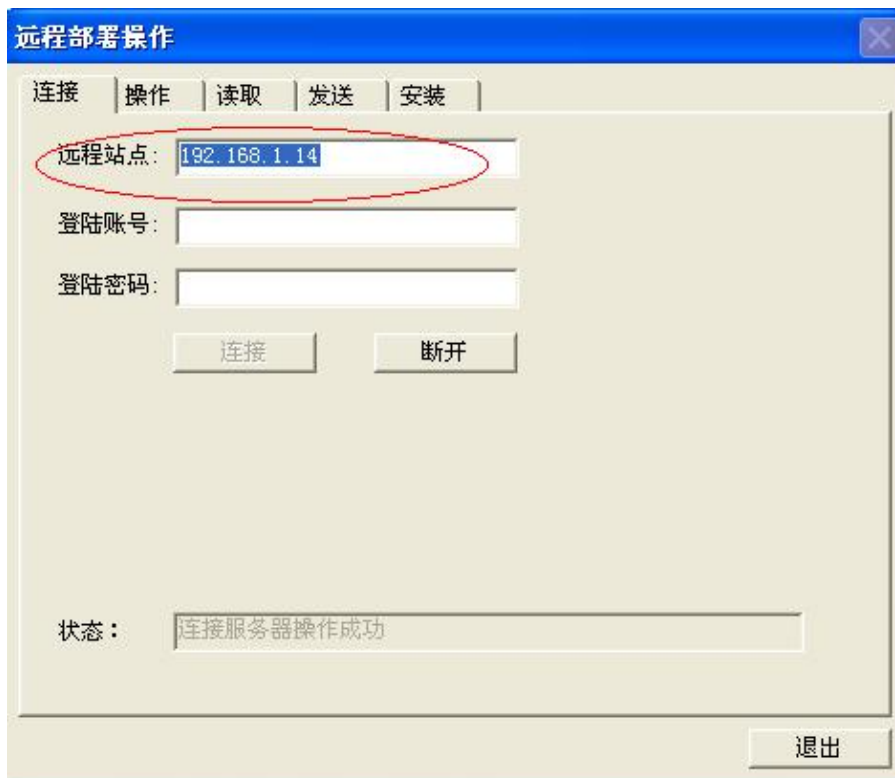 远程部署操作
连接 操作 读取 发送 安装
远程站点: 192.168.1.14
登陆账号:
登陆密码:
连接 断开
状态： 连接服务器操作成功
退出